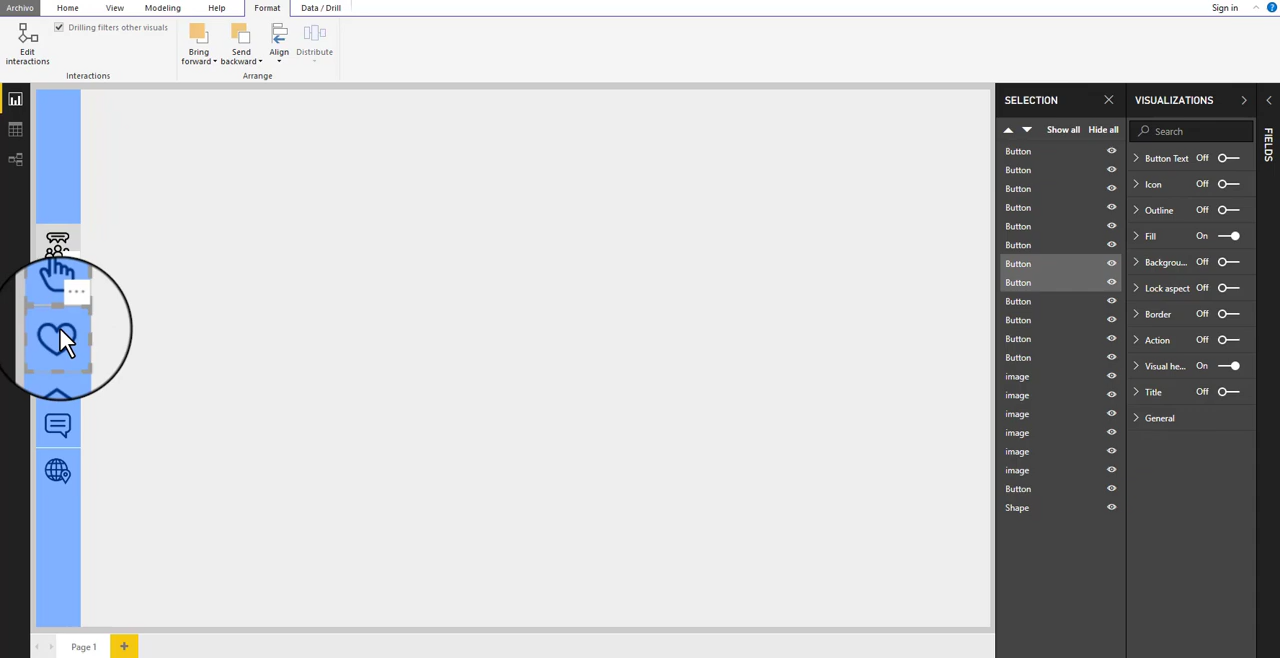 Archivo Home View Modeling Help Format Data / Drill Sign in ?
Drilling filters other visuals
Edit interactions
Bring forward
Send backward
Align
Distribute
Interactions
Arrange
SELECTION
Show all Hide all
Button
Button
Button
Button
Button
Button
Button
Button
Button
Button
Button
Button
image
image
image
image
image
image
Button
Shape
VISUALIZATIONS
Search
Button Text Off
Icon Off
Outline Off
Fill On
Backgrou... Off
Lock aspect Off
Border Off
Action Off
Visual he... On
Title Off
General
FIELDS
Page 1 +